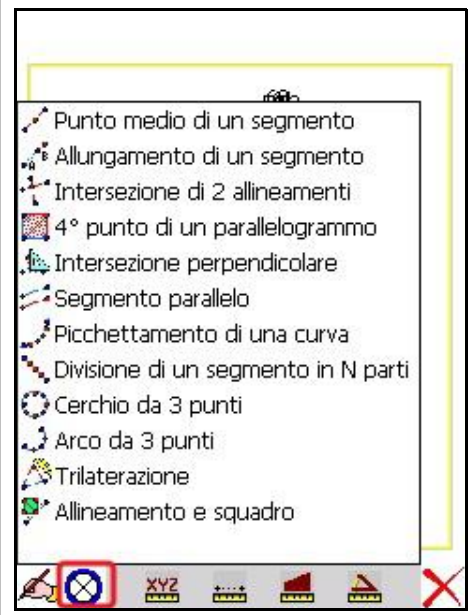 Punto medio di un segmento
Allungamento di un segmento
Intersezione di 2 allineamenti
4° punto di un parallelogrammo
Intersezione perpendicolare
Segmento parallelo
Picchettamento di una curva
Divisione di un segmento in N parti
Cerchio da 3 punti
Arco da 3 punti
Trilaterazione
Allineamento e squadro
XYZ